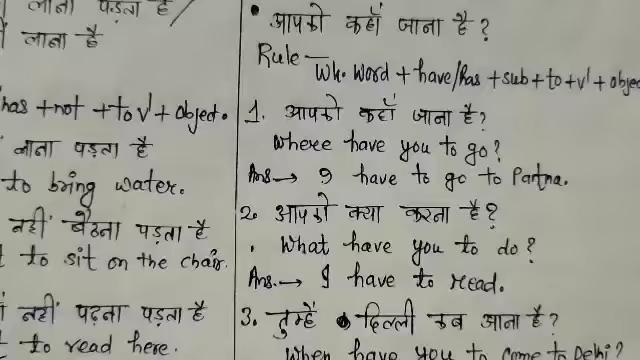 लाना पड़ता है
लाना है
has + not + to V¹ + object.
लाना पड़ता है
to bring water.
नहीं बैठना पड़ता है
to sit on the chair.
नहीं पढ़ना पड़ता है
to read here.
• आपको कहाँ जाना है?
Rule —
Wh. Word + have/has + sub + to + v¹ + objec
1. आपको कहाँ जाना है?
Where have you to go?
Ans. → I have to go to Partna.
2. आपको क्या करना है?
What have you to do?
Ans. → I have to read.
3. तुम्हें दिल्ली कब आना है?
When have you to come to Delhi?